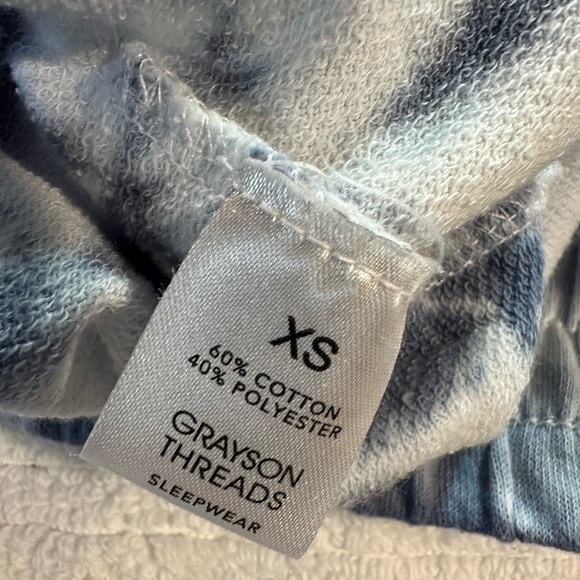 XS
60% COTTON
40% POLYESTER
GRAYSON
THREADS
SLEEPWEAR